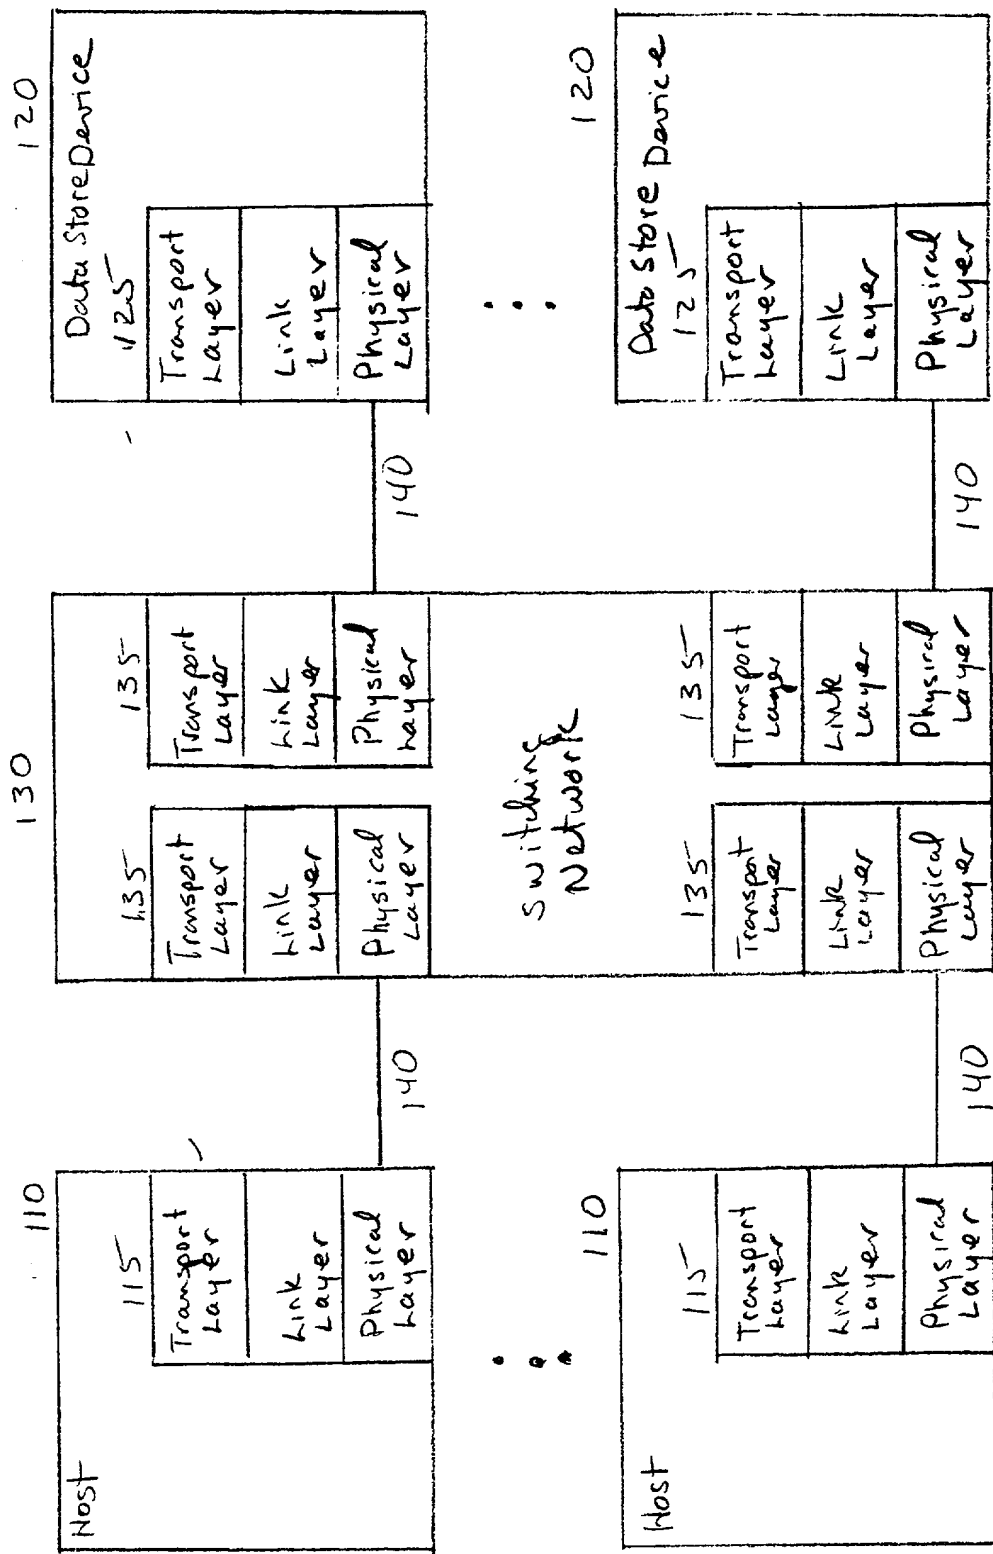 110
Host
115
Transport
Layer
Link
Layer
Physical
Layer
140
130
135
Transport
Layer
Link
Layer
Physical
Layer
135
Transport
Layer
Link
Layer
Physical
Layer
140
120
Data Store Device
125
Transport
Layer
Link
Layer
Physical
Layer
Switching
Network
110
Host
115
Transport
Layer
Link
Layer
Physical
Layer
140
135
Transport
Layer
Link
Layer
Physical
Layer
135
Transport
Layer
Link
Layer
Physical
Layer
140
120
Data Store Device
125
Transport
Layer
Link
Layer
Physical
Layer